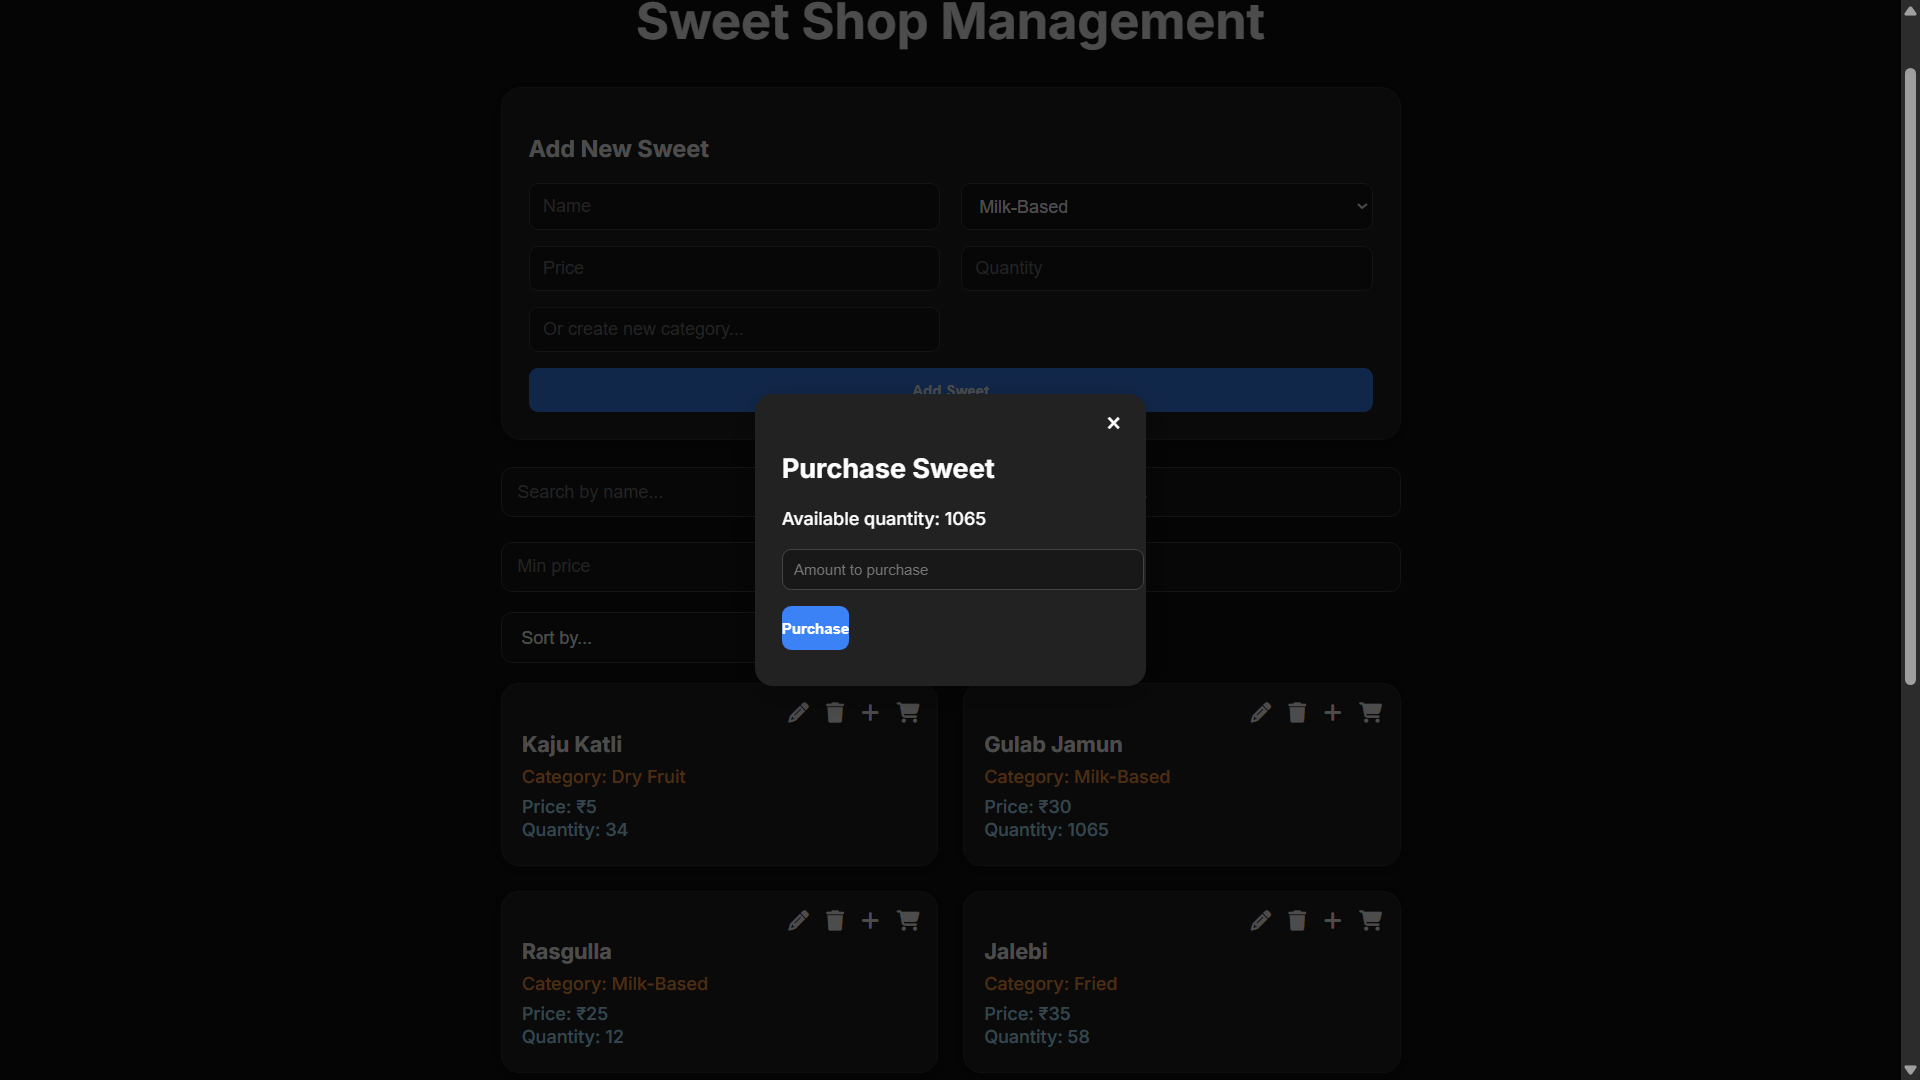 Sweet Shop Management
Add New Sweet
Name
Milk-Based
Price
Quantity
Or create new category...
Add Sweet
×
Purchase Sweet
Available quantity: 1065
Amount to purchase
Purchase
Search by name...
Min price
Sort by...
Kaju Katli
Category: Dry Fruit
Price: ₹5
Quantity: 34
Gulab Jamun
Category: Milk-Based
Price: ₹30
Quantity: 1065
Rasgulla
Category: Milk-Based
Price: ₹25
Quantity: 12
Jalebi
Category: Fried
Price: ₹35
Quantity: 58